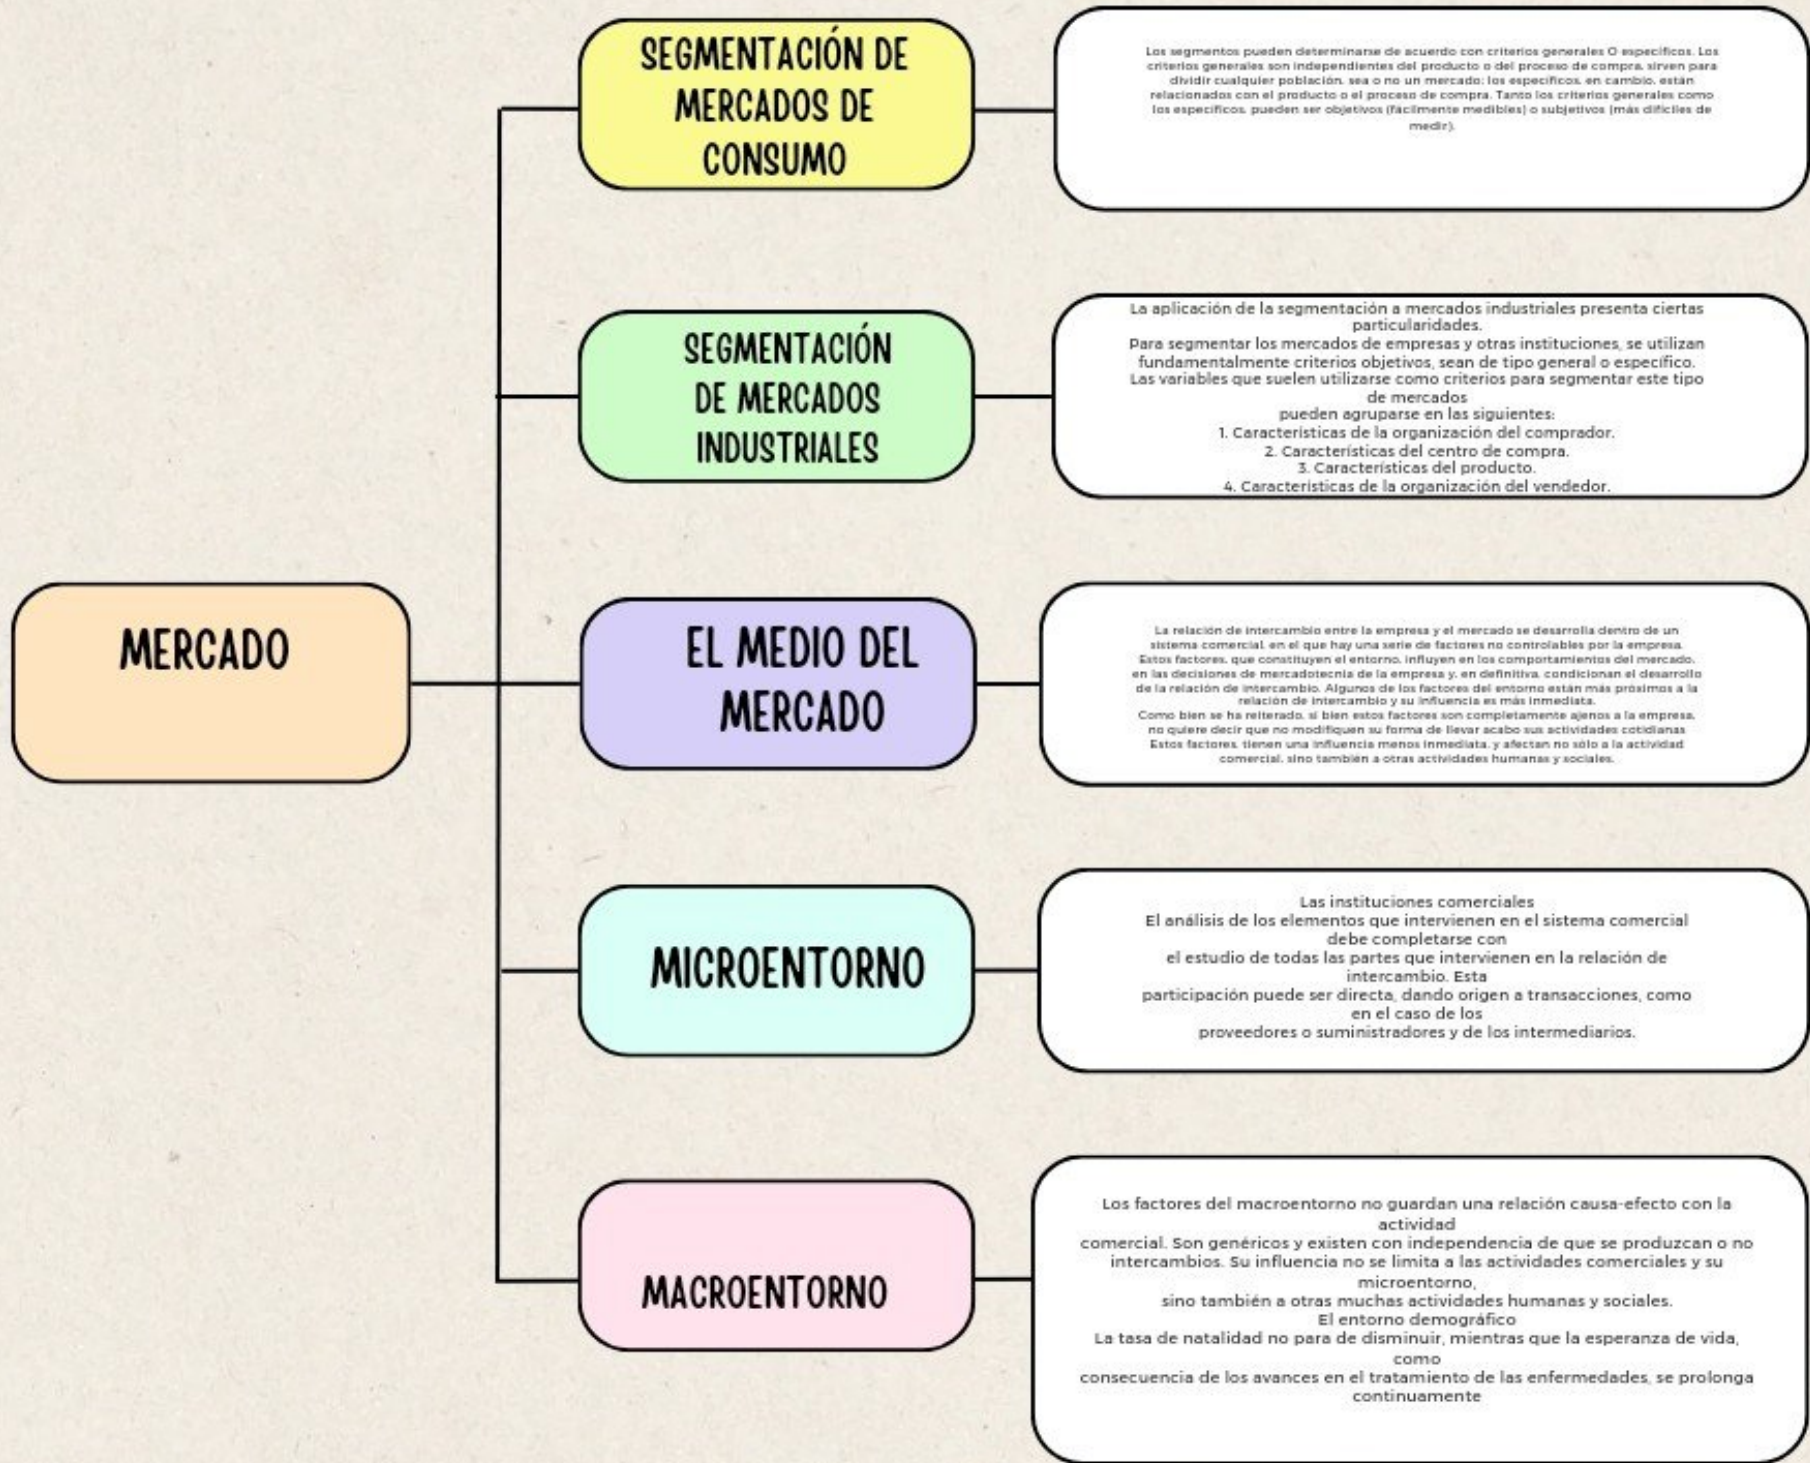 MERCADO
SEGMENTACIÓN DE
MERCADOS DE
CONSUMO
Los segmentos pueden determinarse de acuerdo con criterios generales O específicos. Los
criterios generales son independientes del producto o del proceso de compra, sirven para
dividir cualquier población, sea o no un mercado; los específicos, en cambio, están
relacionados con el producto o el proceso de compra. Tanto los criterios generales como
los específicos, pueden ser objetivos (fácilmente medibles) o subjetivos (más difíciles de
medir).
SEGMENTACIÓN
DE MERCADOS
INDUSTRIALES
La aplicación de la segmentación a mercados industriales presenta ciertas
particularidades.
Para segmentar los mercados de empresas y otras instituciones, se utilizan
fundamentalmente criterios objetivos, sean de tipo general o específico.
Las variables que suelen utilizarse como criterios para segmentar este tipo
de mercados
pueden agruparse en las siguientes:
1. Características de la organización del comprador.
2. Características del centro de compra.
3. Características del producto.
4. Características de la organización del vendedor.
EL MEDIO DEL
MERCADO
La relación de intercambio entre la empresa y el mercado se desarrolla dentro de un
sistema comercial, en el que hay una serie de factores no controlables por la empresa.
Estos factores, que constituyen el entorno, influyen en los comportamientos del mercado,
en las decisiones de mercadotecnia de la empresa y, en definitiva, condicionan el desarrollo
de la relación de intercambio. Algunos de los factores del entorno están más próximos a la
relación de intercambio y su influencia es más inmediata.
Como bien se ha reiterado, si bien estos factores son completamente ajenos a la empresa,
no quiere decir que no modifiquen su forma de llevar acabo sus actividades cotidianas
Estos factores, tienen una influencia menos inmediata, y afectan no sólo a la actividad
comercial, sino también a otras actividades humanas y sociales.
MICROENTORNO
Las instituciones comerciales
El análisis de los elementos que intervienen en el sistema comercial
debe completarse con
el estudio de todas las partes que intervienen en la relación de
intercambio. Esta
participación puede ser directa, dando origen a transacciones, como
en el caso de los
proveedores o suministradores y de los intermediarios.
MACROENTORNO
Los factores del macroentorno no guardan una relación causa-efecto con la
actividad
comercial. Son genéricos y existen con independencia de que se produzcan o no
intercambios. Su influencia no se limita a las actividades comerciales y su
microentorno,
sino también a otras muchas actividades humanas y sociales.
El entorno demográfico
La tasa de natalidad no para de disminuir, mientras que la esperanza de vida,
como
consecuencia de los avances en el tratamiento de las enfermedades, se prolonga
continuamente